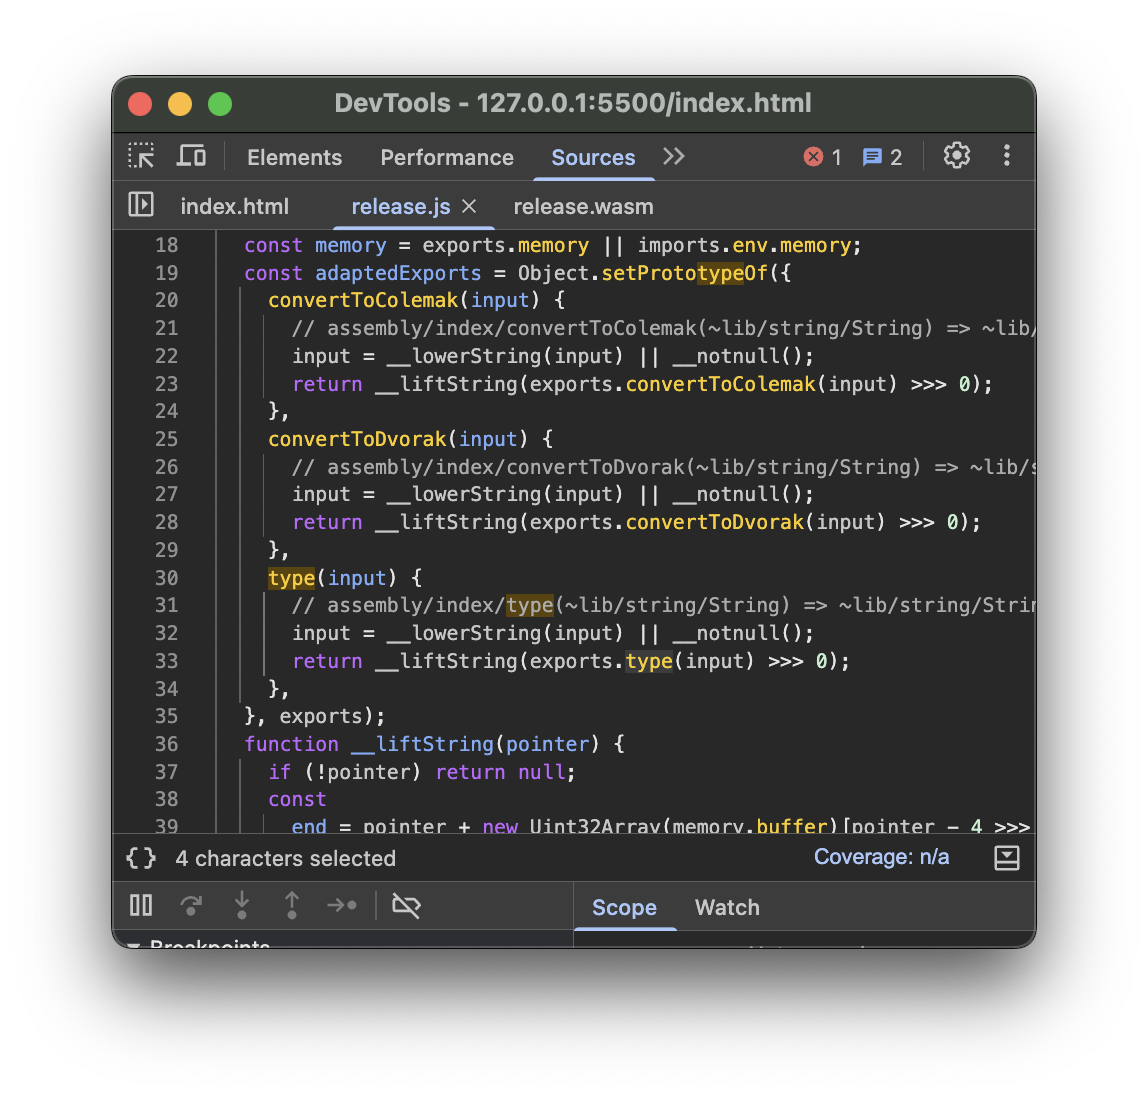 DevTools - 127.0.0.1:5500/index.html
Elements Performance Sources 1 2
index.html release.js release.wasm
18 const memory = exports.memory || imports.env.memory;
19 const adaptedExports = Object.setPrototypeOf({
20 convertToColemak(input) {
21 // assembly/index/convertToColemak(~lib/string/String) => ~lib/
22 input = __lowerString(input) || __notnull();
23 return __liftString(exports.convertToColemak(input) >>> 0);
24 },
25 convertToDvorak(input) {
26 // assembly/index/convertToDvorak(~lib/string/String) => ~lib/s
27 input = __lowerString(input) || __notnull();
28 return __liftString(exports.convertToDvorak(input) >>> 0);
29 },
30 type(input) {
31 // assembly/index/type(~lib/string/String) => ~lib/string/Strin
32 input = __lowerString(input) || __notnull();
33 return __liftString(exports.type(input) >>> 0);
34 },
35 }, exports);
36 function __liftString(pointer) {
37 if (!pointer) return null;
38 const
39 end = pointer + new Uint32Array(memory.buffer)[pointer - 4 >>>
{ } 4 characters selected Coverage: n/a
Scope Watch
Breakpoints